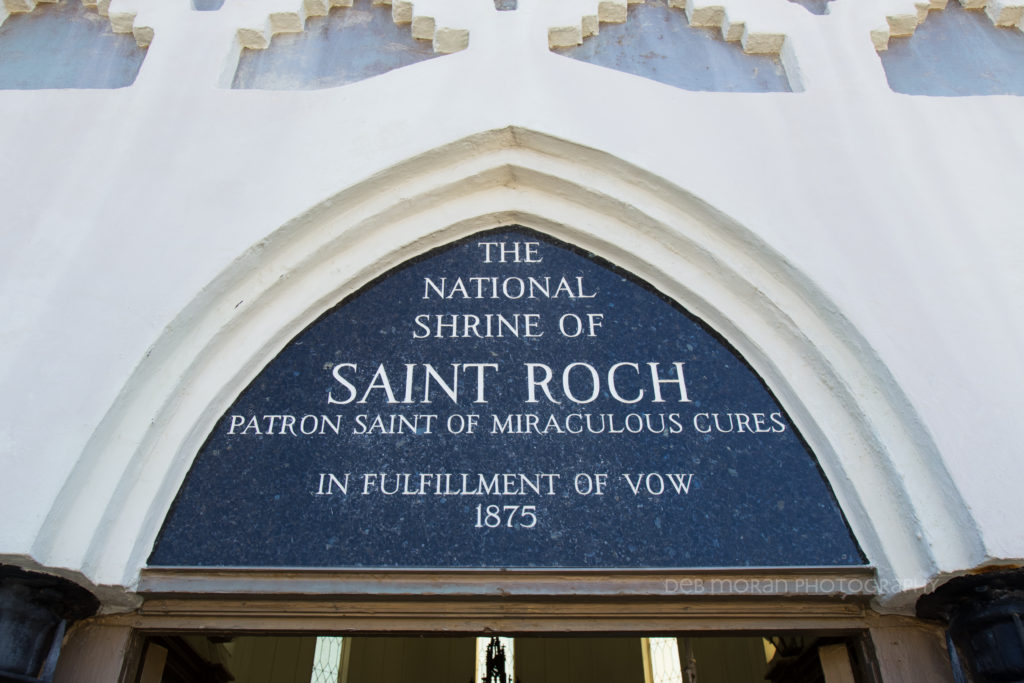 THE
NATIONAL
SHRINE OF
SAINT ROCH
PATRON SAINT OF MIRACULOUS CURES
IN FULFILLMENT OF VOW
1875
DEB MORAN PHOTOGRAPHY